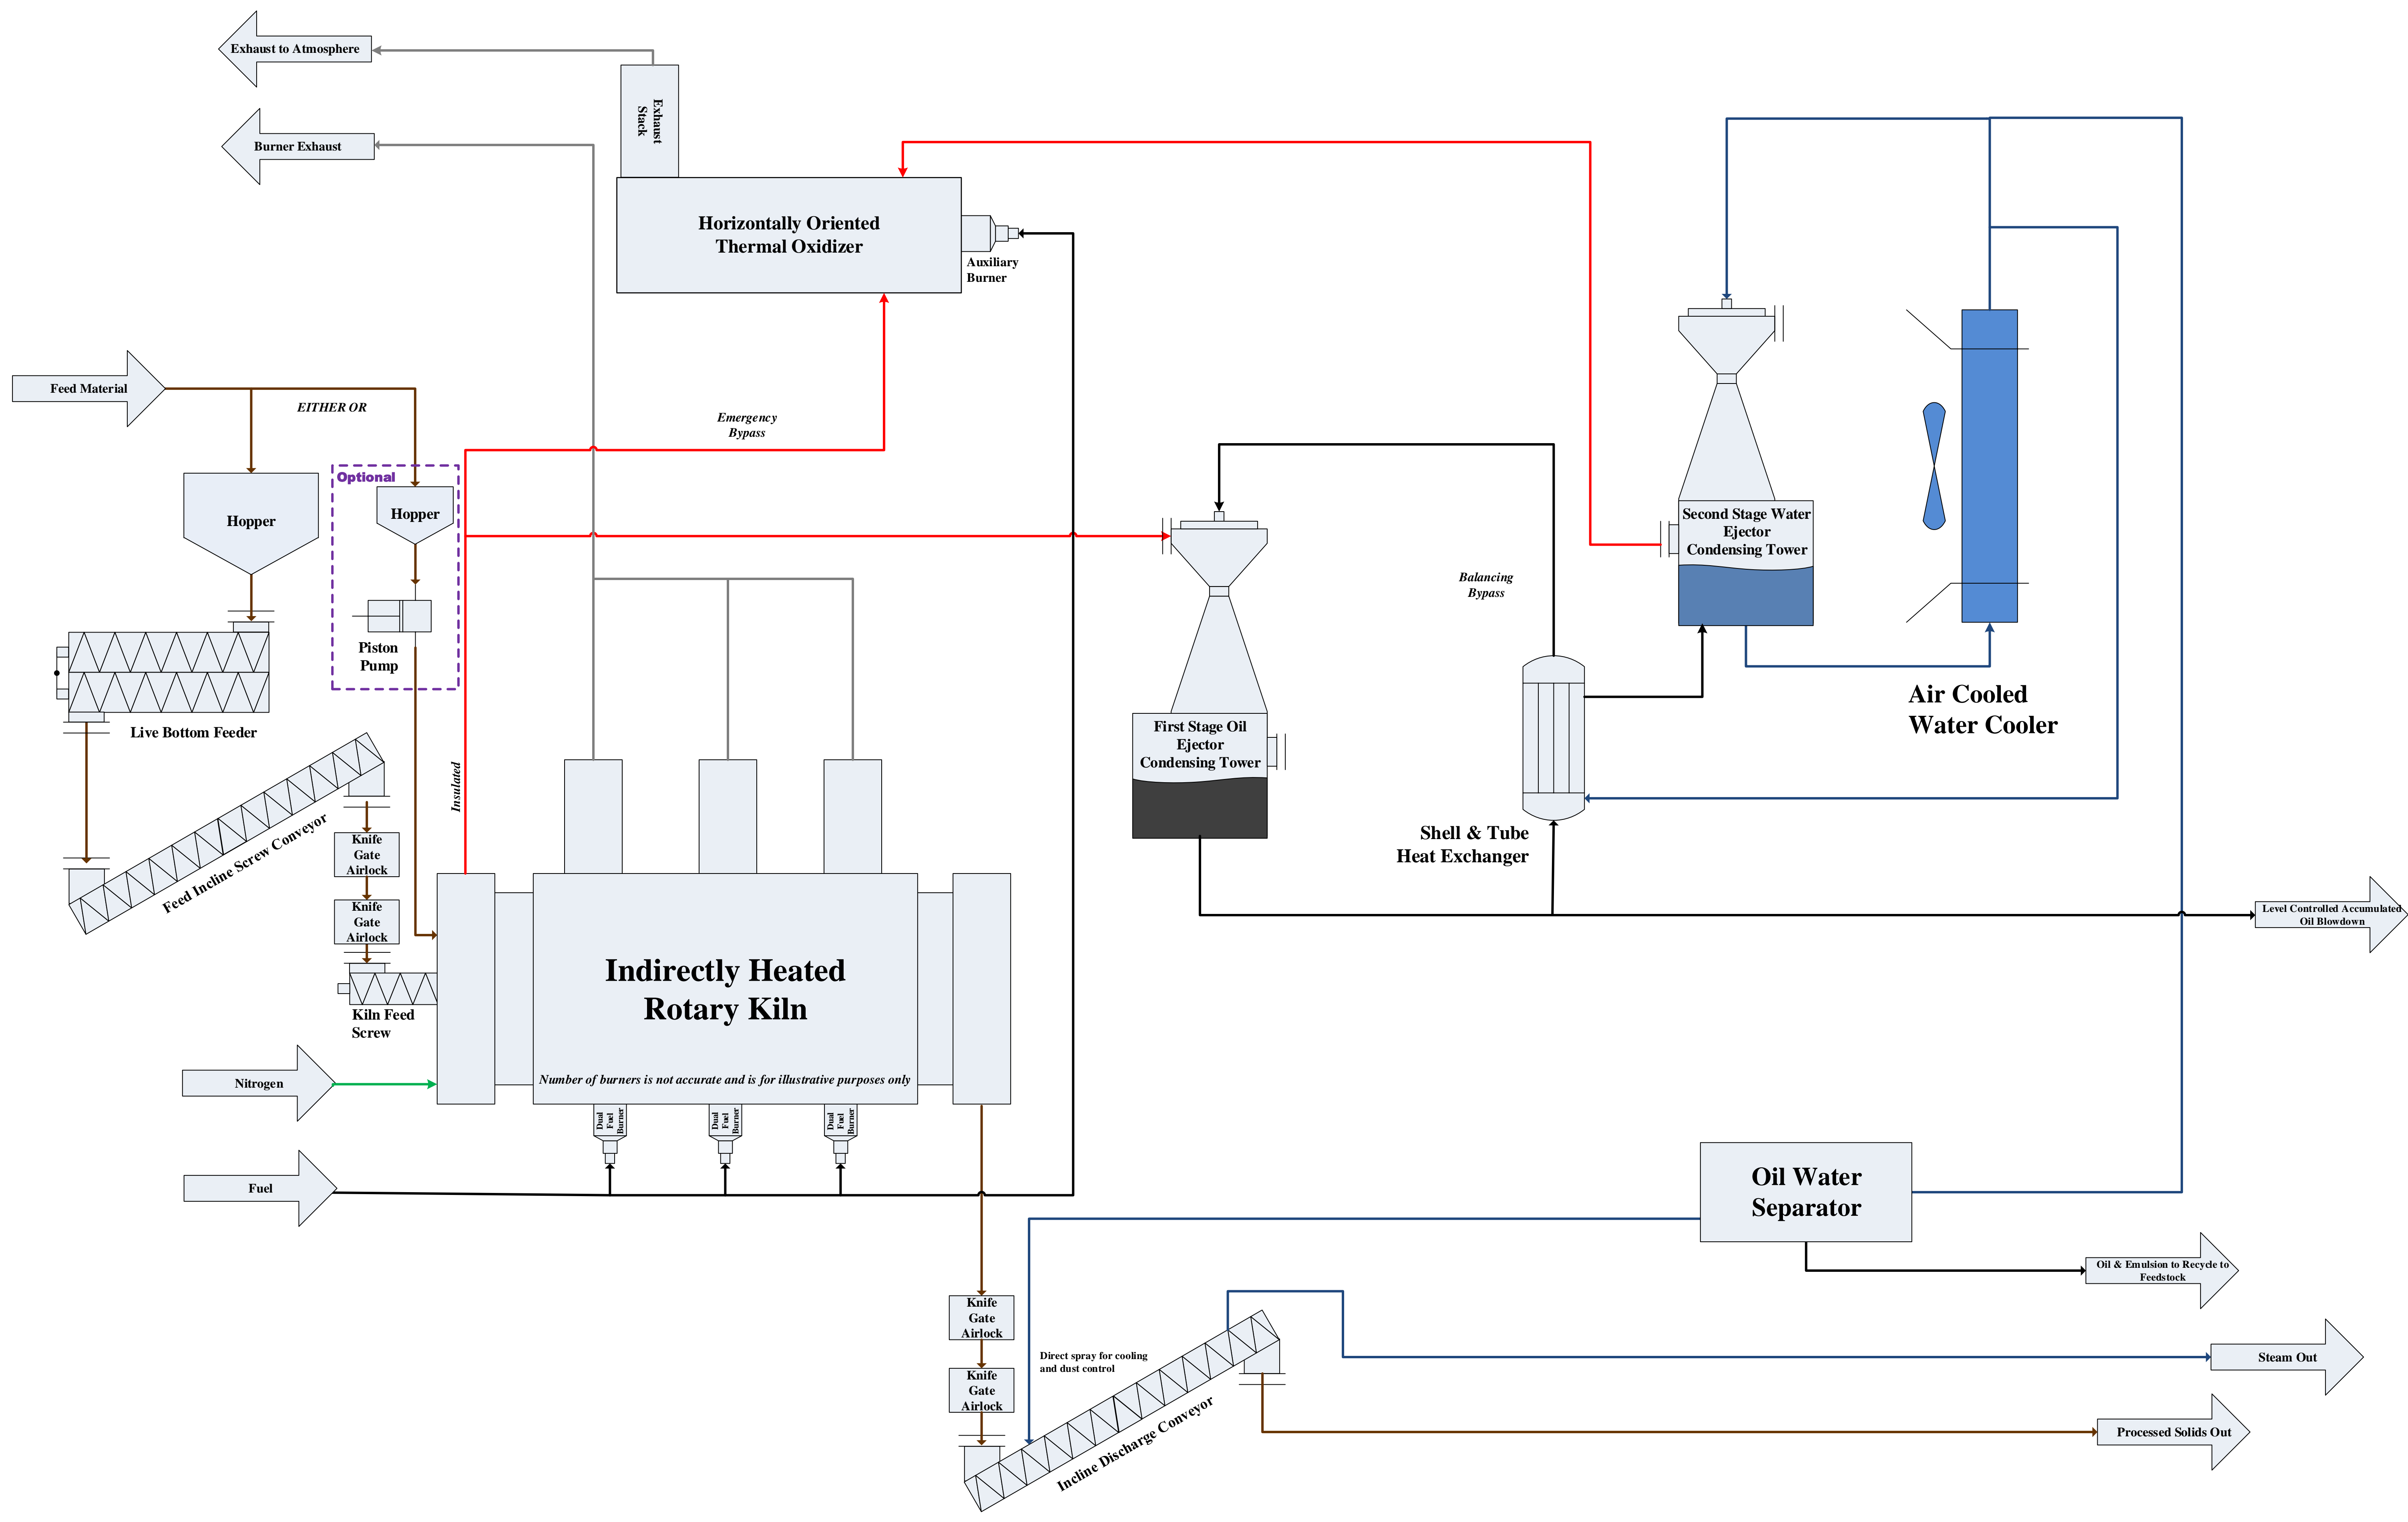 Exhaust to Atmosphere
Exhaust
Stack
Burner Exhaust
Horizontally Oriented
Thermal Oxidizer
Auxiliary
Burner
Feed Material
EITHER OR
Emergency
Bypass
Optional
Hopper
Hopper
Piston
Pump
Live Bottom Feeder
Second Stage Water
Ejector
Condensing Tower
Balancing
Bypass
Air Cooled
Water Cooler
First Stage Oil
Ejector
Condensing Tower
Insulated
Shell & Tube
Heat Exchanger
Feed Incline Screw Conveyor
Knife
Gate
Airlock
Knife
Gate
Airlock
Level Controlled Accumulated
Oil Blowdown
Indirectly Heated
Rotary Kiln
Kiln Feed
Screw
Nitrogen
Number of burners is not accurate and is for illustrative purposes only
Dual
Fuel
Burner
Dual
Fuel
Burner
Dual
Fuel
Burner
Fuel
Oil Water
Separator
Oil & Emulsion to Recycle to
Feedstock
Knife
Gate
Airlock
Direct spray for cooling
and dust control
Knife
Gate
Airlock
Steam Out
Incline Discharge Conveyor
Processed Solids Out